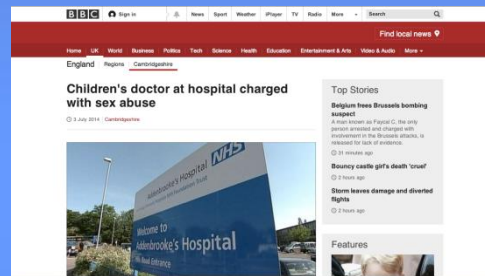 BBC Sign in News Sport Weather iPlayer TV Radio More Search
Find local news
Home UK World Business Politics Tech Science Health Education Entertainment & Arts Video & Audio More
England Regions Cambridgeshire
Children's doctor at hospital charged
with sex abuse
3 July 2014 Cambridgeshire
NHS
Addenbrooke's Hospital
Welcome to
Addenbrooke's Hospital
Top Stories
Belgium frees Brussels bombing
suspect
A man known as Faycal C, the only
person arrested and charged with
involvement in the Brussels attacks, is
released for lack of evidence.
31 minutes ago
Bouncy castle girl's death 'cruel'
2 hours ago
Storm leaves damage and diverted
flights
2 hours ago
Features